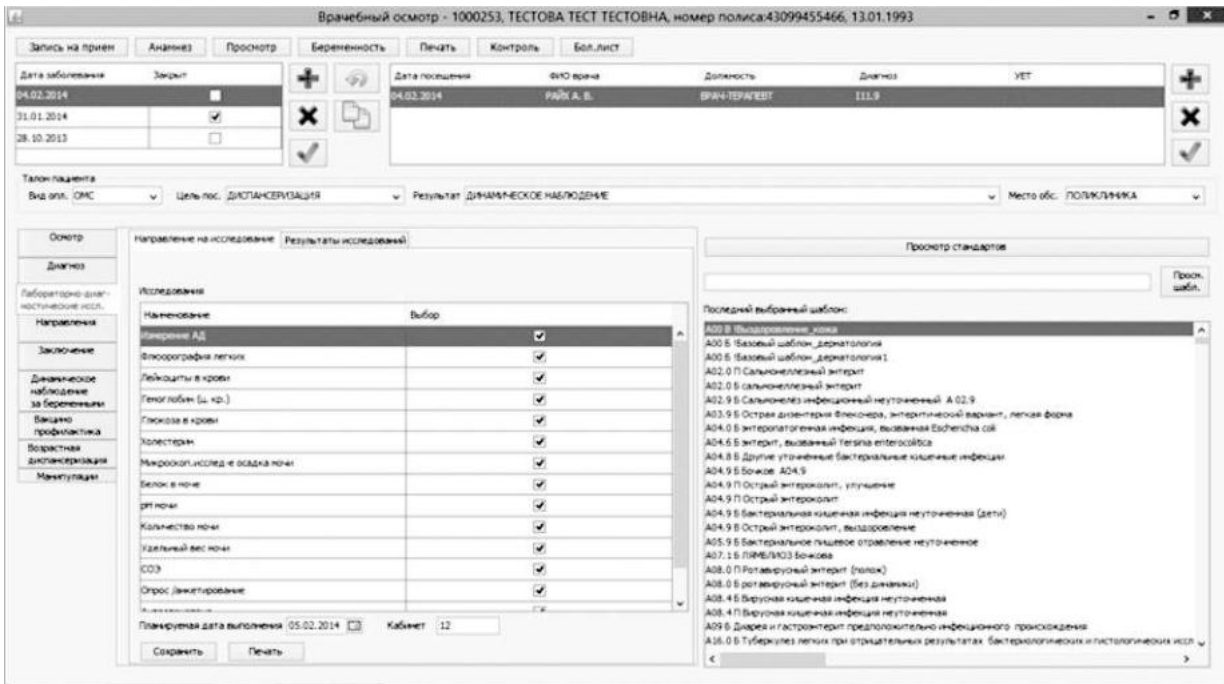 Врачебный осмотр - 1000253, ТЕСТОВА ТЕСТ ТЕСТОВНА, номер полиса:43099455466, 13.01.1993
Запись на прием Анамнез Просмотр Беременность Печать Контроль Бол.лист
Дата заболевания Закрыт
04.02.2014
31.01.2014
28.10.2013
Дата посещения ФИО врача Должность Диагноз УЕТ
04.02.2014 РАЙХ А. В. ВРАЧ-ТЕРАПЕВТ I11.9
Талон пациента
Вид опл. ОМС Цель пос. ДИСПАНСЕРИЗАЦИЯ Результат ДИНАМИЧЕСКОЕ НАБЛЮДЕНИЕ Место обс. ПОЛИКЛИНИКА
Осмотр
Диагноз
Лабораторно-диаг-
ностические иссл.
Направления
Заключение
Динамическое
наблюдение
за беременными
Вакцино
профилактика
Возрастная
диспансеризация
Манипуляции
Направление на исследование Результаты исследований
Исследования
Наименование Выбор
Измерение АД
Флюорография легких
Лейкоциты в крови
Гемоглобин (ц. кр.)
Глюкоза в крови
Холестерин
Микроскоп.исслед-е осадка мочи
Белок в моче
pH мочи
Количество мочи
Удельный вес мочи
СОЭ
Опрос /анкетирование
Планируемая дата выполнения 05.02.2014 Кабинет 12
Сохранить Печать
Просмотр стандартов
Просм.
шабл.
Последний выбранный шаблон:
A00 В !Выздоровление_кожа
A00 Б !Базовый шаблон_дерматология
A00 Б !Базовый шаблон_дерматология1
A02.0 П Сальмонеллезный энтерит
A02.0 Б сальмонеллезный энтерит
A02.9 Б Сальмонелёз инфекционный неуточненный A 02.9
A03.9 Б Острая дизентерия Флекснера, энтеритический вариант, легкая форма
A04.0 Б энтеропатогенная инфекция, вызванная Escherichia coli
A04.6 Б энтерит, вызванный Yersinia enterocolitica
A04.8 Б Другие уточнённые бактериальные кишечные инфекции
A04.9 Б Бочков A04.9
A04.9 П Острый энтероколит, улучшение
A04.9 П Острый энтероколит
A04.9 Б Бактериальная кишечная инфекция неуточненная (дети)
A04.9 В Острый энтероколит, выздоровление
A05.9 Б Бактериальное пищевое отравление неуточненное
A07.1 Б ЛЯМБЛИОЗ Бочкова
A08.0 П Ротавирусный энтерит (полож)
A08.0 Б ротавирусный энтерит (без динамики)
A08.4 Б Вирусная кишечная инфекция неуточненная
A08.4 П Вирусная кишечная инфекция неуточненная
A09 Б Диарея и гастроэнтерит предположительно инфекционного происхождения
A16.0 Б Туберкулез легких при отрицательных результатах бактериологических и гистологических иссл